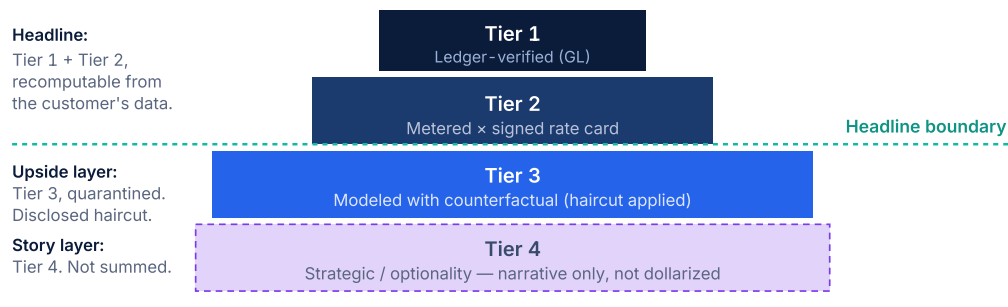 Headline:
Tier 1 + Tier 2,
recomputable from
the customer's data.
Tier 1
Ledger-verified (GL)
Tier 2
Metered × signed rate card
Headline boundary
Upside layer:
Tier 3, quarantined.
Disclosed haircut.
Tier 3
Modeled with counterfactual (haircut applied)
Story layer:
Tier 4. Not summed.
Tier 4
Strategic / optionality — narrative only, not dollarized